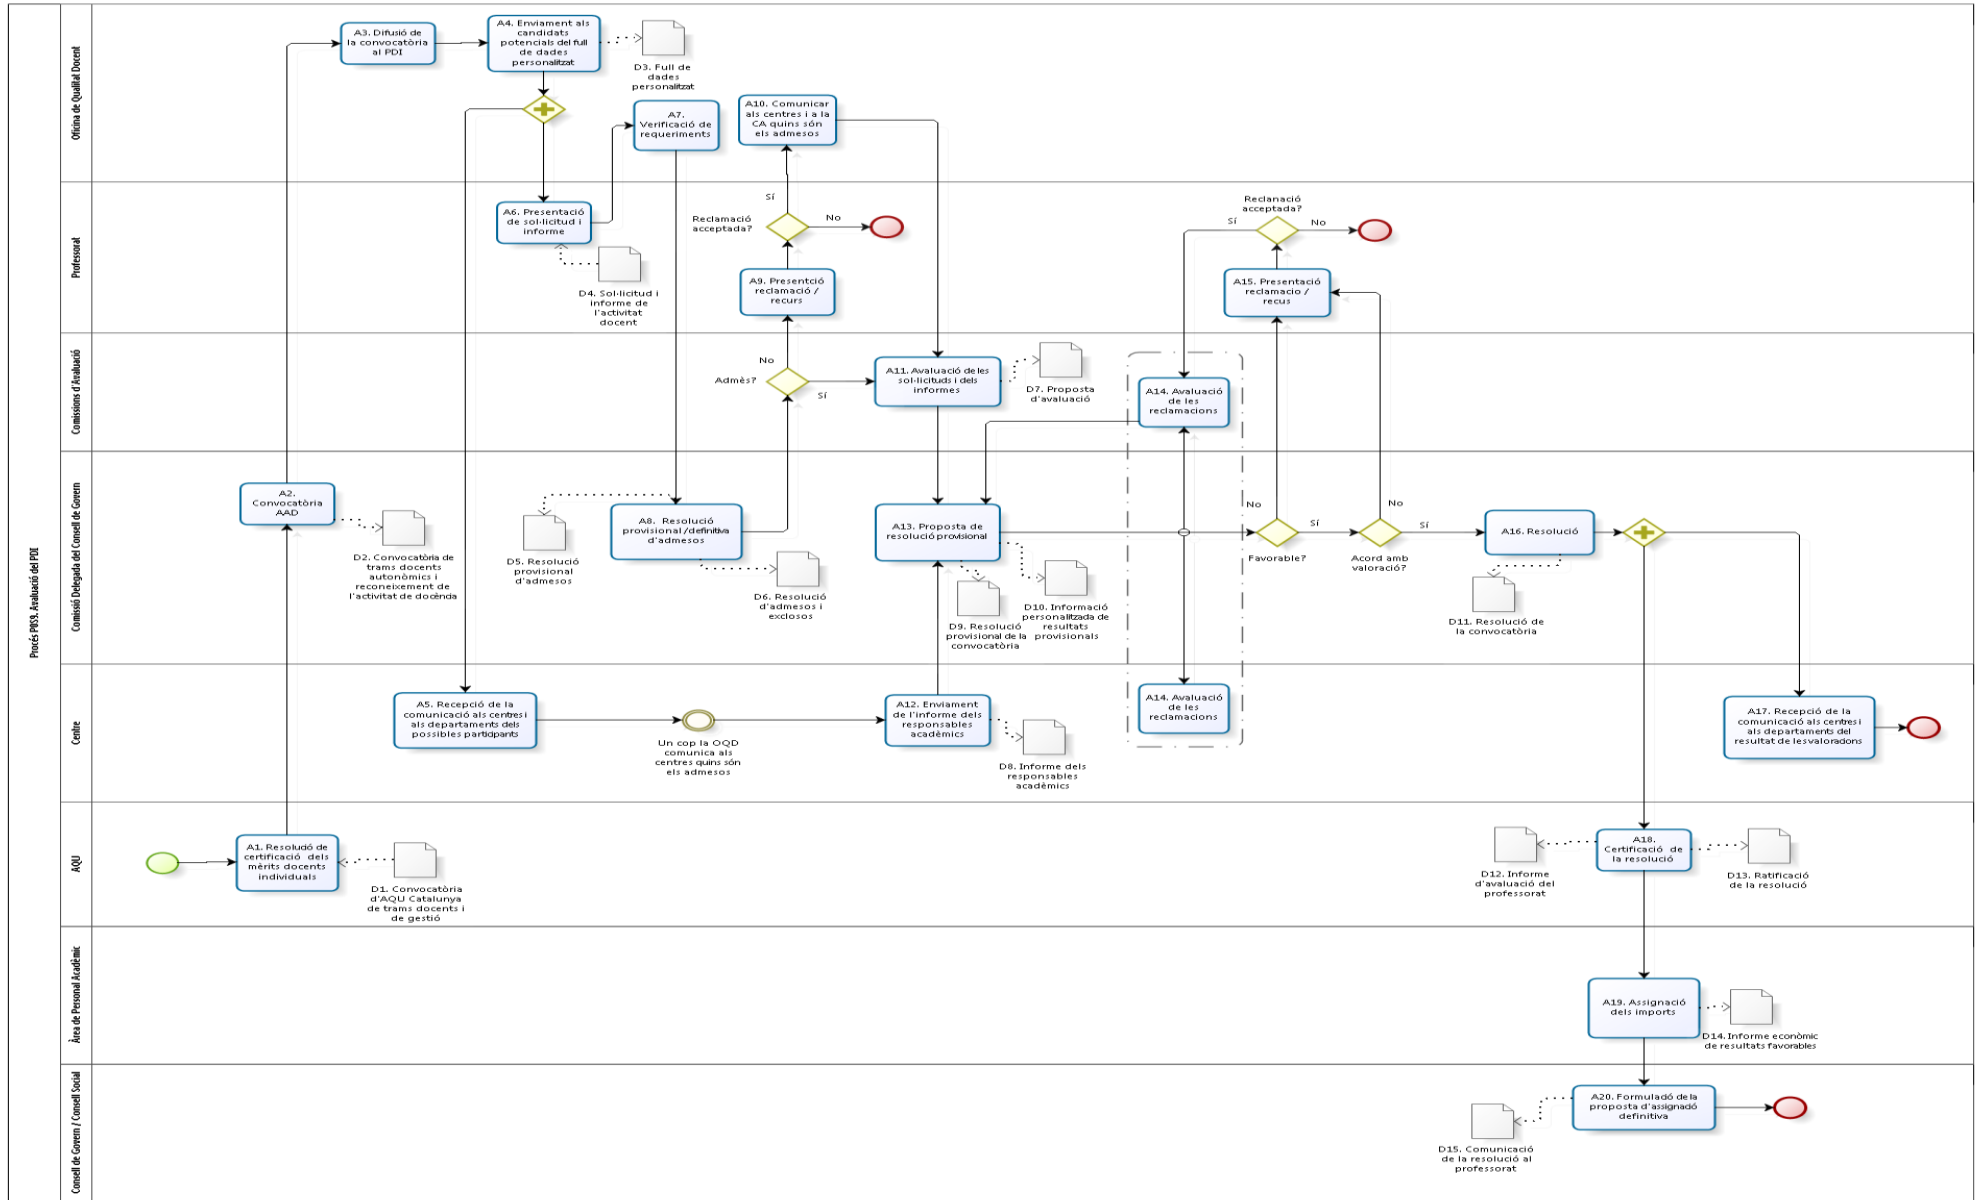 Procés P8S9. Avaluació del PDI
Oficina de Qualitat Docent
A3. Difusió de
la convocatòria
al PDI
A4. Enviament als
candidats
potencials del full
de dades
personalitzat
D3. Full de
dades
personalitzat
A7.
Verificació de
requeriments
A10. Comunicar
als centres i a la
CA quins són
els admesos
Professorat
A6. Presentació
de sol·licitud i
informe
D4. Sol·licitud i
informe de
l'activitat
docent
Sí
Reclamació
acceptada?
No
A9. Presentció
reclamació /
recurs
Reclanació
acceptada?
Sí
No
A15. Presentació
reclamacio /
recus
Comissions d'Avaluació
No
Admès?
Sí
A11. Avaluació de les
sol·licituds i dels
informes
D7. Proposta
d'avaluació
A14. Avaluació
de les
reclamacions
Comissió Delegada del Consell de Govern
A2.
Convocatòria
AAD
D2. Convocatòria de
trams docents
autonòmics i
reconeixement de
l'activitat de docència
D5. Resolució
provisional
d'admesos
A8. Resolució
provisional/definitiva
d'admesos
D6. Resolució
d'admesos i
exclosos
A13. Proposta de
resolució provisional
D9. Resolució
provisional de la
convocatòria
D10. Informació
personalitzada de
resultats
provisionals
No
Favorable?
Sí
No
Acord amb
valoració?
Sí
A16. Resolució
D11. Resolució de
la convocatòria
Centre
A5. Recepció de la
comunicació als centres i
als departaments dels
possibles participants
Un cop la OQD
comunica als
centres quins són
els admesos
A12. Enviament
de l'informe dels
responsables
acadèmics
D8. Informe dels
responsables
acadèmics
A14. Avaluació
de les
reclamacions
A17. Recepció de la
comunicació als centres i
als departaments del
resultat de les valoracions
AQU
A1. Resolució de
certificació dels
mèrits docents
individuals
D1. Convocatòria
d'AQU Catalunya
de trams docents i
de gestió
D12. Informe
d'avaluació del
professorat
A18.
Certificació de
la resolució
D13. Ratificació
de la resolució
Àrea de Personal Acadèmic
A19. Assignació
dels imports
D14. Informe econòmic
de resultats favorables
Consell de Govern / Consell Social
A20. Formulació de la
proposta d'assignació
definitiva
D15. Comunicació
de la resolució al
professorat